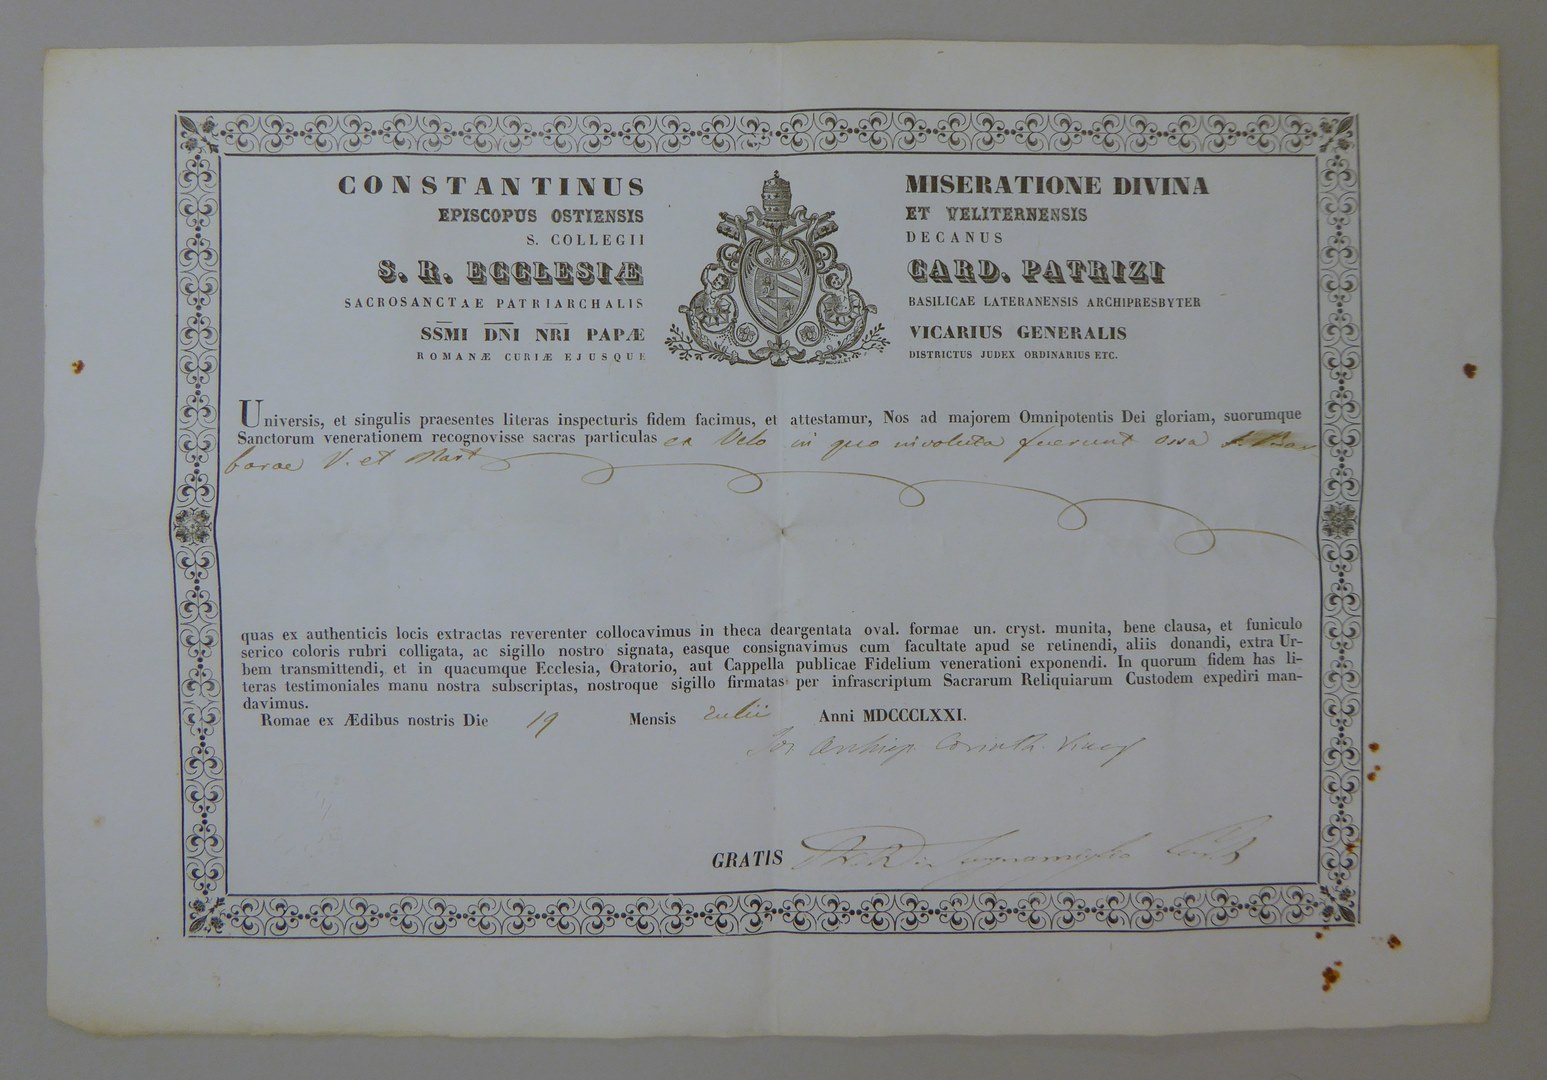 CONSTANTINUS MISERATIONE DIVINA
EPISCOPUS OSTIENSIS ET VELITERNENSIS
S. COLLEGII DECANUS
S. R. ECCLESIÆ CARD. PATRIZI
SACROSANCTAE PATRIARCHALIS BASILICAE LATERANENSIS ARCHIPRESBYTER
SS̅M̅I D̅N̅I N̅R̅I PAPÆ VICARIUS GENERALIS
ROMANÆ CURIÆ EJUSQUE DISTRICTUS JUDEX ORDINARIUS ETC.
Universis, et singulis praesentes literas inspecturis fidem facimus, et attestamur, Nos ad majorem Omnipotentis Dei gloriam, suorumque
Sanctorum venerationem recognovisse sacras particulas ex Velo in quo involuta fuerunt ossa S. Bar
barae V. et Mart
quas ex authenticis locis extractas reverenter collocavimus in theca deargentata oval. formae un. cryst. munita, bene clausa, et funiculo
serico coloris rubri colligata, ac sigillo nostro signata, easque consignavimus cum facultate apud se retinendi, aliis donandi, extra Ur-
bem transmittendi, et in quacumque Ecclesia, Oratorio, aut Cappella publicae Fidelium venerationi exponendi. In quorum fidem has li-
teras testimoniales manu nostra subscriptas, nostroque sigillo firmatas per infrascriptum Sacrarum Reliquiarum Custodem expediri man-
davimus.
Romae ex Ædibus nostris Die 19 Mensis Iulii Anni MDCCCLXXI.
Jos. Archiep. Corinth. Viceg
GRATIS